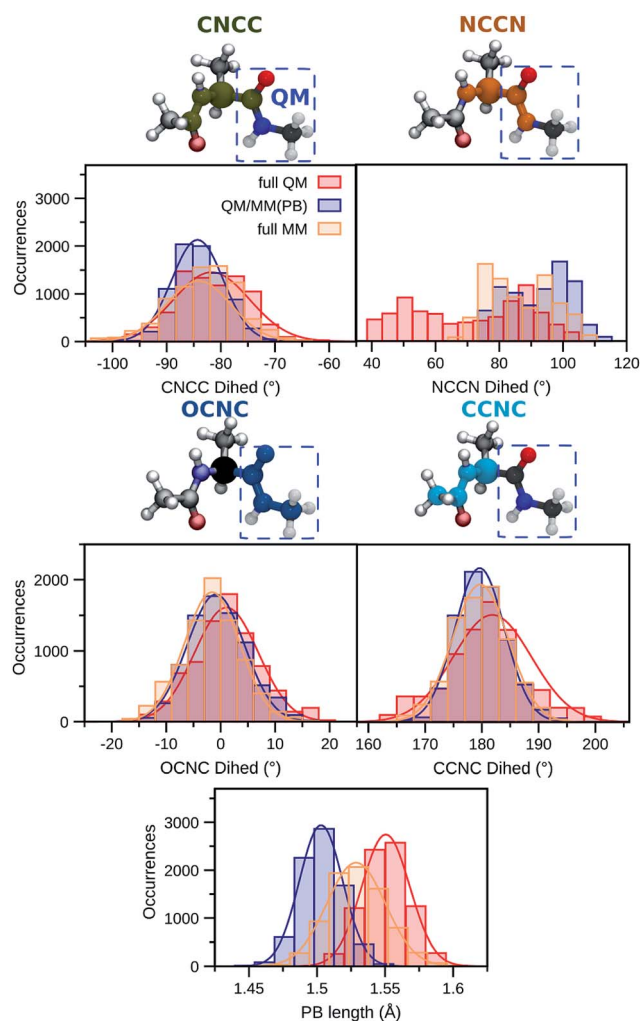 CNCC
NCCN
QM
full QM
QM/MM(PB)
full MM
Occurrences
3000
2000
1000
0
-100 -90 -80 -70 -60
40 60 80 100 120
CNCC Dihed (°)
NCCN Dihed (°)
OCNC
CCNC
Occurrences
2000
1000
0
-20 -10 0 10 20
160 170 180 190 200
OCNC Dihed (°)
CCNC Dihed (°)
Occurrences
3000
2000
1000
0
1.45 1.5 1.55 1.6
PB length (Å)